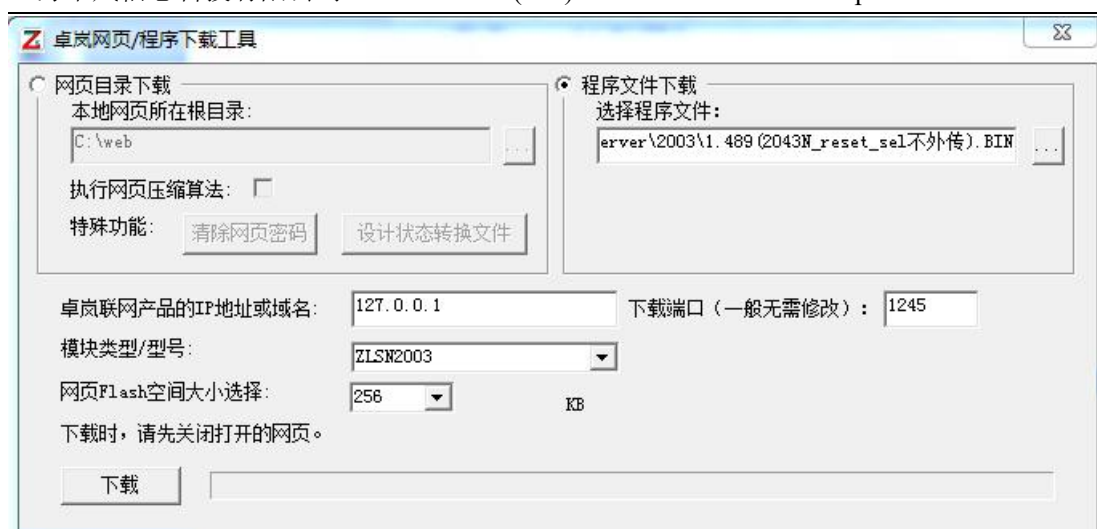 卓岚网页/程序下载工具
网页目录下载
本地网页所在根目录:
C:\web
...
执行网页压缩算法:
特殊功能:
清除网页密码
设计状态转换文件
程序文件下载
选择程序文件:
erver\2003\1.489(2043N_reset_sel不外传).BIN
...
卓岚联网产品的IP地址或域名:
127.0.0.1
下载端口（一般无需修改）:
1245
模块类型/型号:
ZLSN2003
网页Flash空间大小选择:
256
KB
下载时，请先关闭打开的网页。
下载